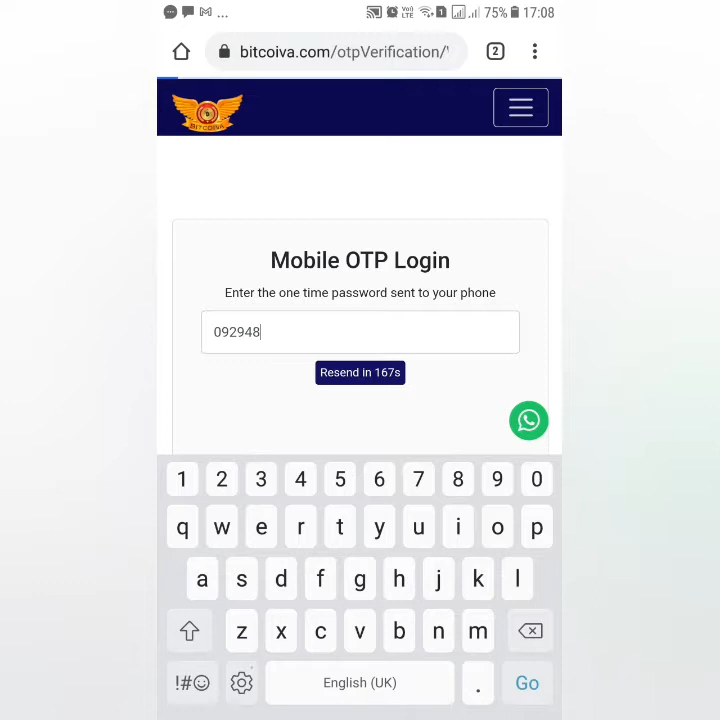 ... 75% 17:08
bitcoiva.com/otpVerification/ 2
BITCOIVA
Mobile OTP Login
Enter the one time password sent to your phone
092948
Resend in 167s
1 2 3 4 5 6 7 8 9 0
q w e r t y u i o p
a s d f g h j k l
z x c v b n m
!#☺ English (UK) . Go